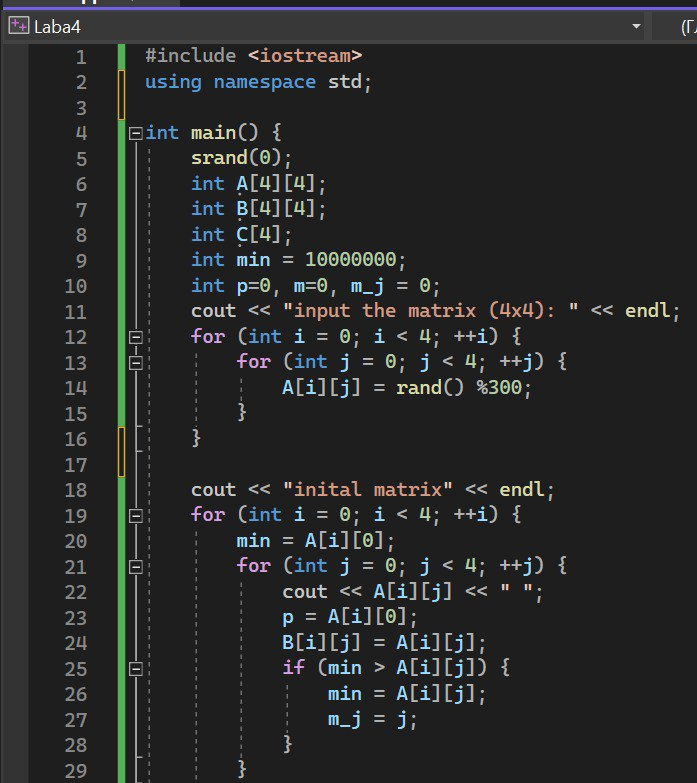 Laba4
(Г
1 #include <iostream>
2 using namespace std;
3
4 int main() {
5 srand(0);
6 int A[4][4];
7 int B[4][4];
8 int C[4];
9 int min = 10000000;
10 int p=0, m=0, m_j = 0;
11 cout << "input the matrix (4x4): " << endl;
12 for (int i = 0; i < 4; ++i) {
13 for (int j = 0; j < 4; ++j) {
14 A[i][j] = rand() %300;
15 }
16 }
17
18 cout << "inital matrix" << endl;
19 for (int i = 0; i < 4; ++i) {
20 min = A[i][0];
21 for (int j = 0; j < 4; ++j) {
22 cout << A[i][j] << " ";
23 p = A[i][0];
24 B[i][j] = A[i][j];
25 if (min > A[i][j]) {
26 min = A[i][j];
27 m_j = j;
28 }
29 }